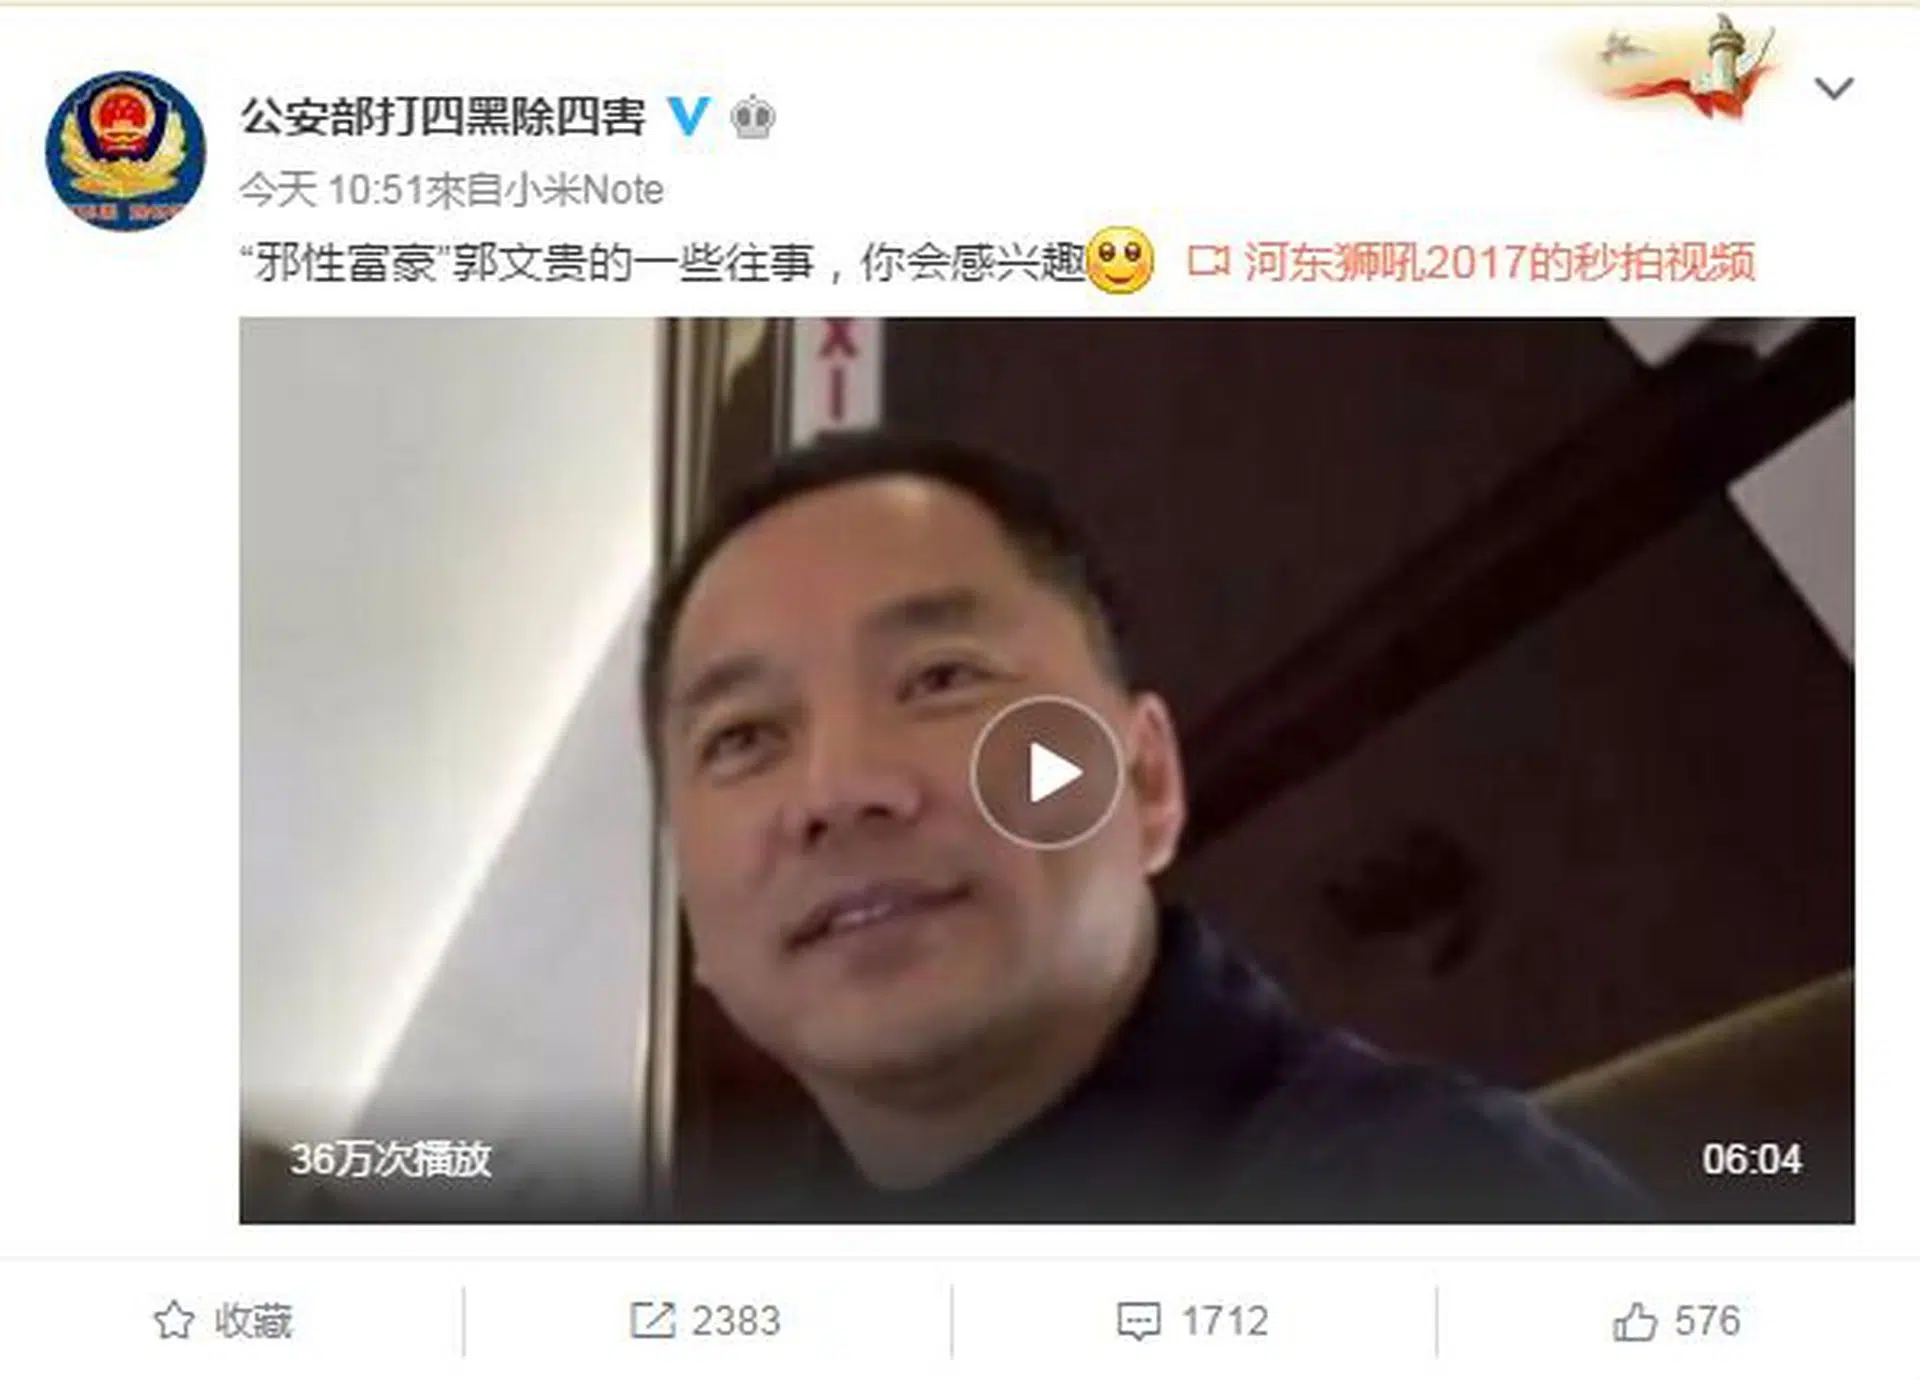 公安部打四黑除四害
今天 10:51來自小米Note
“邪性富豪”郭文贵的一些往事，你会感兴趣 河东狮吼2017的秒拍视频
X
I
36万次播放
06:04
收藏
2383
1712
576